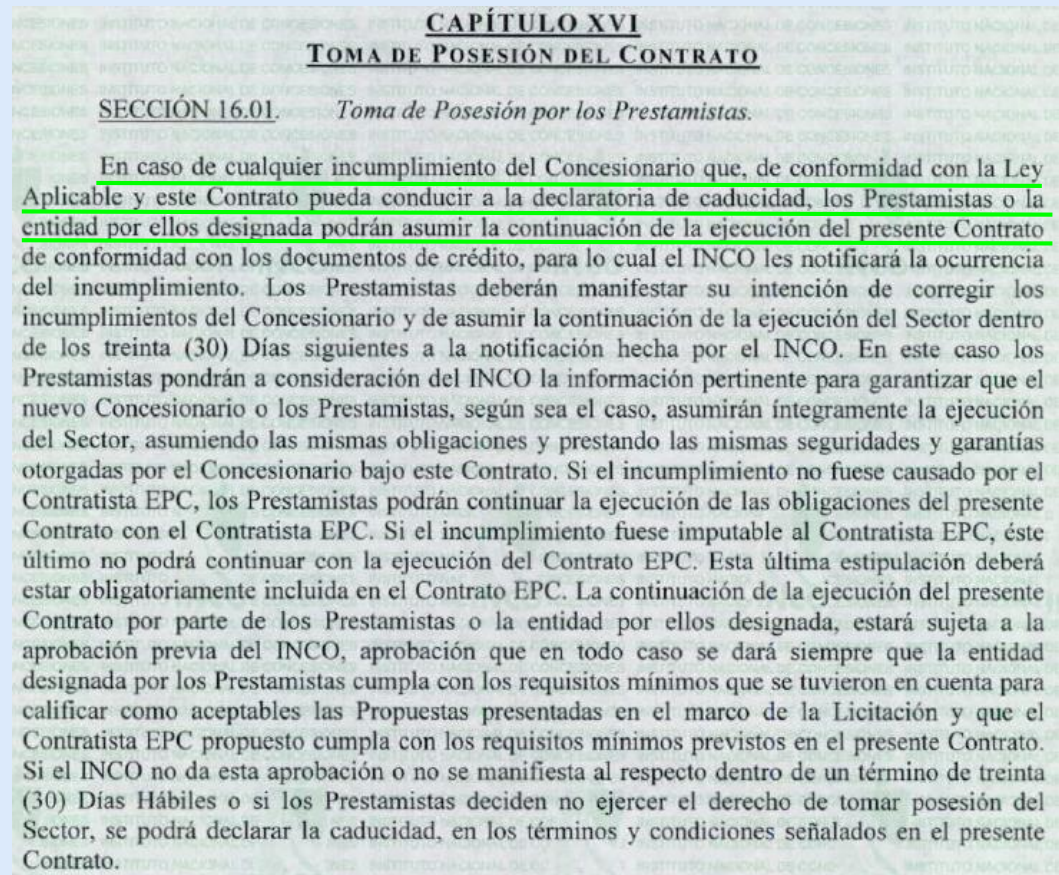 CAPÍTULO XVI
TOMA DE POSESIÓN DEL CONTRATO
SECCIÓN 16.01. Toma de Posesión por los Prestamistas.
En caso de cualquier incumplimiento del Concesionario que, de conformidad con la Ley
Aplicable y este Contrato pueda conducir a la declaratoria de caducidad, los Prestamistas o la
entidad por ellos designada podrán asumir la continuación de la ejecución del presente Contrato
de conformidad con los documentos de crédito, para lo cual el INCO les notificará la ocurrencia
del incumplimiento. Los Prestamistas deberán manifestar su intención de corregir los
incumplimientos del Concesionario y de asumir la continuación de la ejecución del Sector dentro
de los treinta (30) Días siguientes a la notificación hecha por el INCO. En este caso los
Prestamistas pondrán a consideración del INCO la información pertinente para garantizar que el
nuevo Concesionario o los Prestamistas, según sea el caso, asumirán íntegramente la ejecución
del Sector, asumiendo las mismas obligaciones y prestando las mismas seguridades y garantías
otorgadas por el Concesionario bajo este Contrato. Si el incumplimiento no fuese causado por el
Contratista EPC, los Prestamistas podrán continuar la ejecución de las obligaciones del presente
Contrato con el Contratista EPC. Si el incumplimiento fuese imputable al Contratista EPC, éste
último no podrá continuar con la ejecución del Contrato EPC. Esta última estipulación deberá
estar obligatoriamente incluida en el Contrato EPC. La continuación de la ejecución del presente
Contrato por parte de los Prestamistas o la entidad por ellos designada, estará sujeta a la
aprobación previa del INCO, aprobación que en todo caso se dará siempre que la entidad
designada por los Prestamistas cumpla con los requisitos mínimos que se tuvieron en cuenta para
calificar como aceptables las Propuestas presentadas en el marco de la Licitación y que el
Contratista EPC propuesto cumpla con los requisitos mínimos previstos en el presente Contrato.
Si el INCO no da esta aprobación o no se manifiesta al respecto dentro de un término de treinta
(30) Días Hábiles o si los Prestamistas deciden no ejercer el derecho de tomar posesión del
Sector, se podrá declarar la caducidad, en los términos y condiciones señalados en el presente
Contrato.